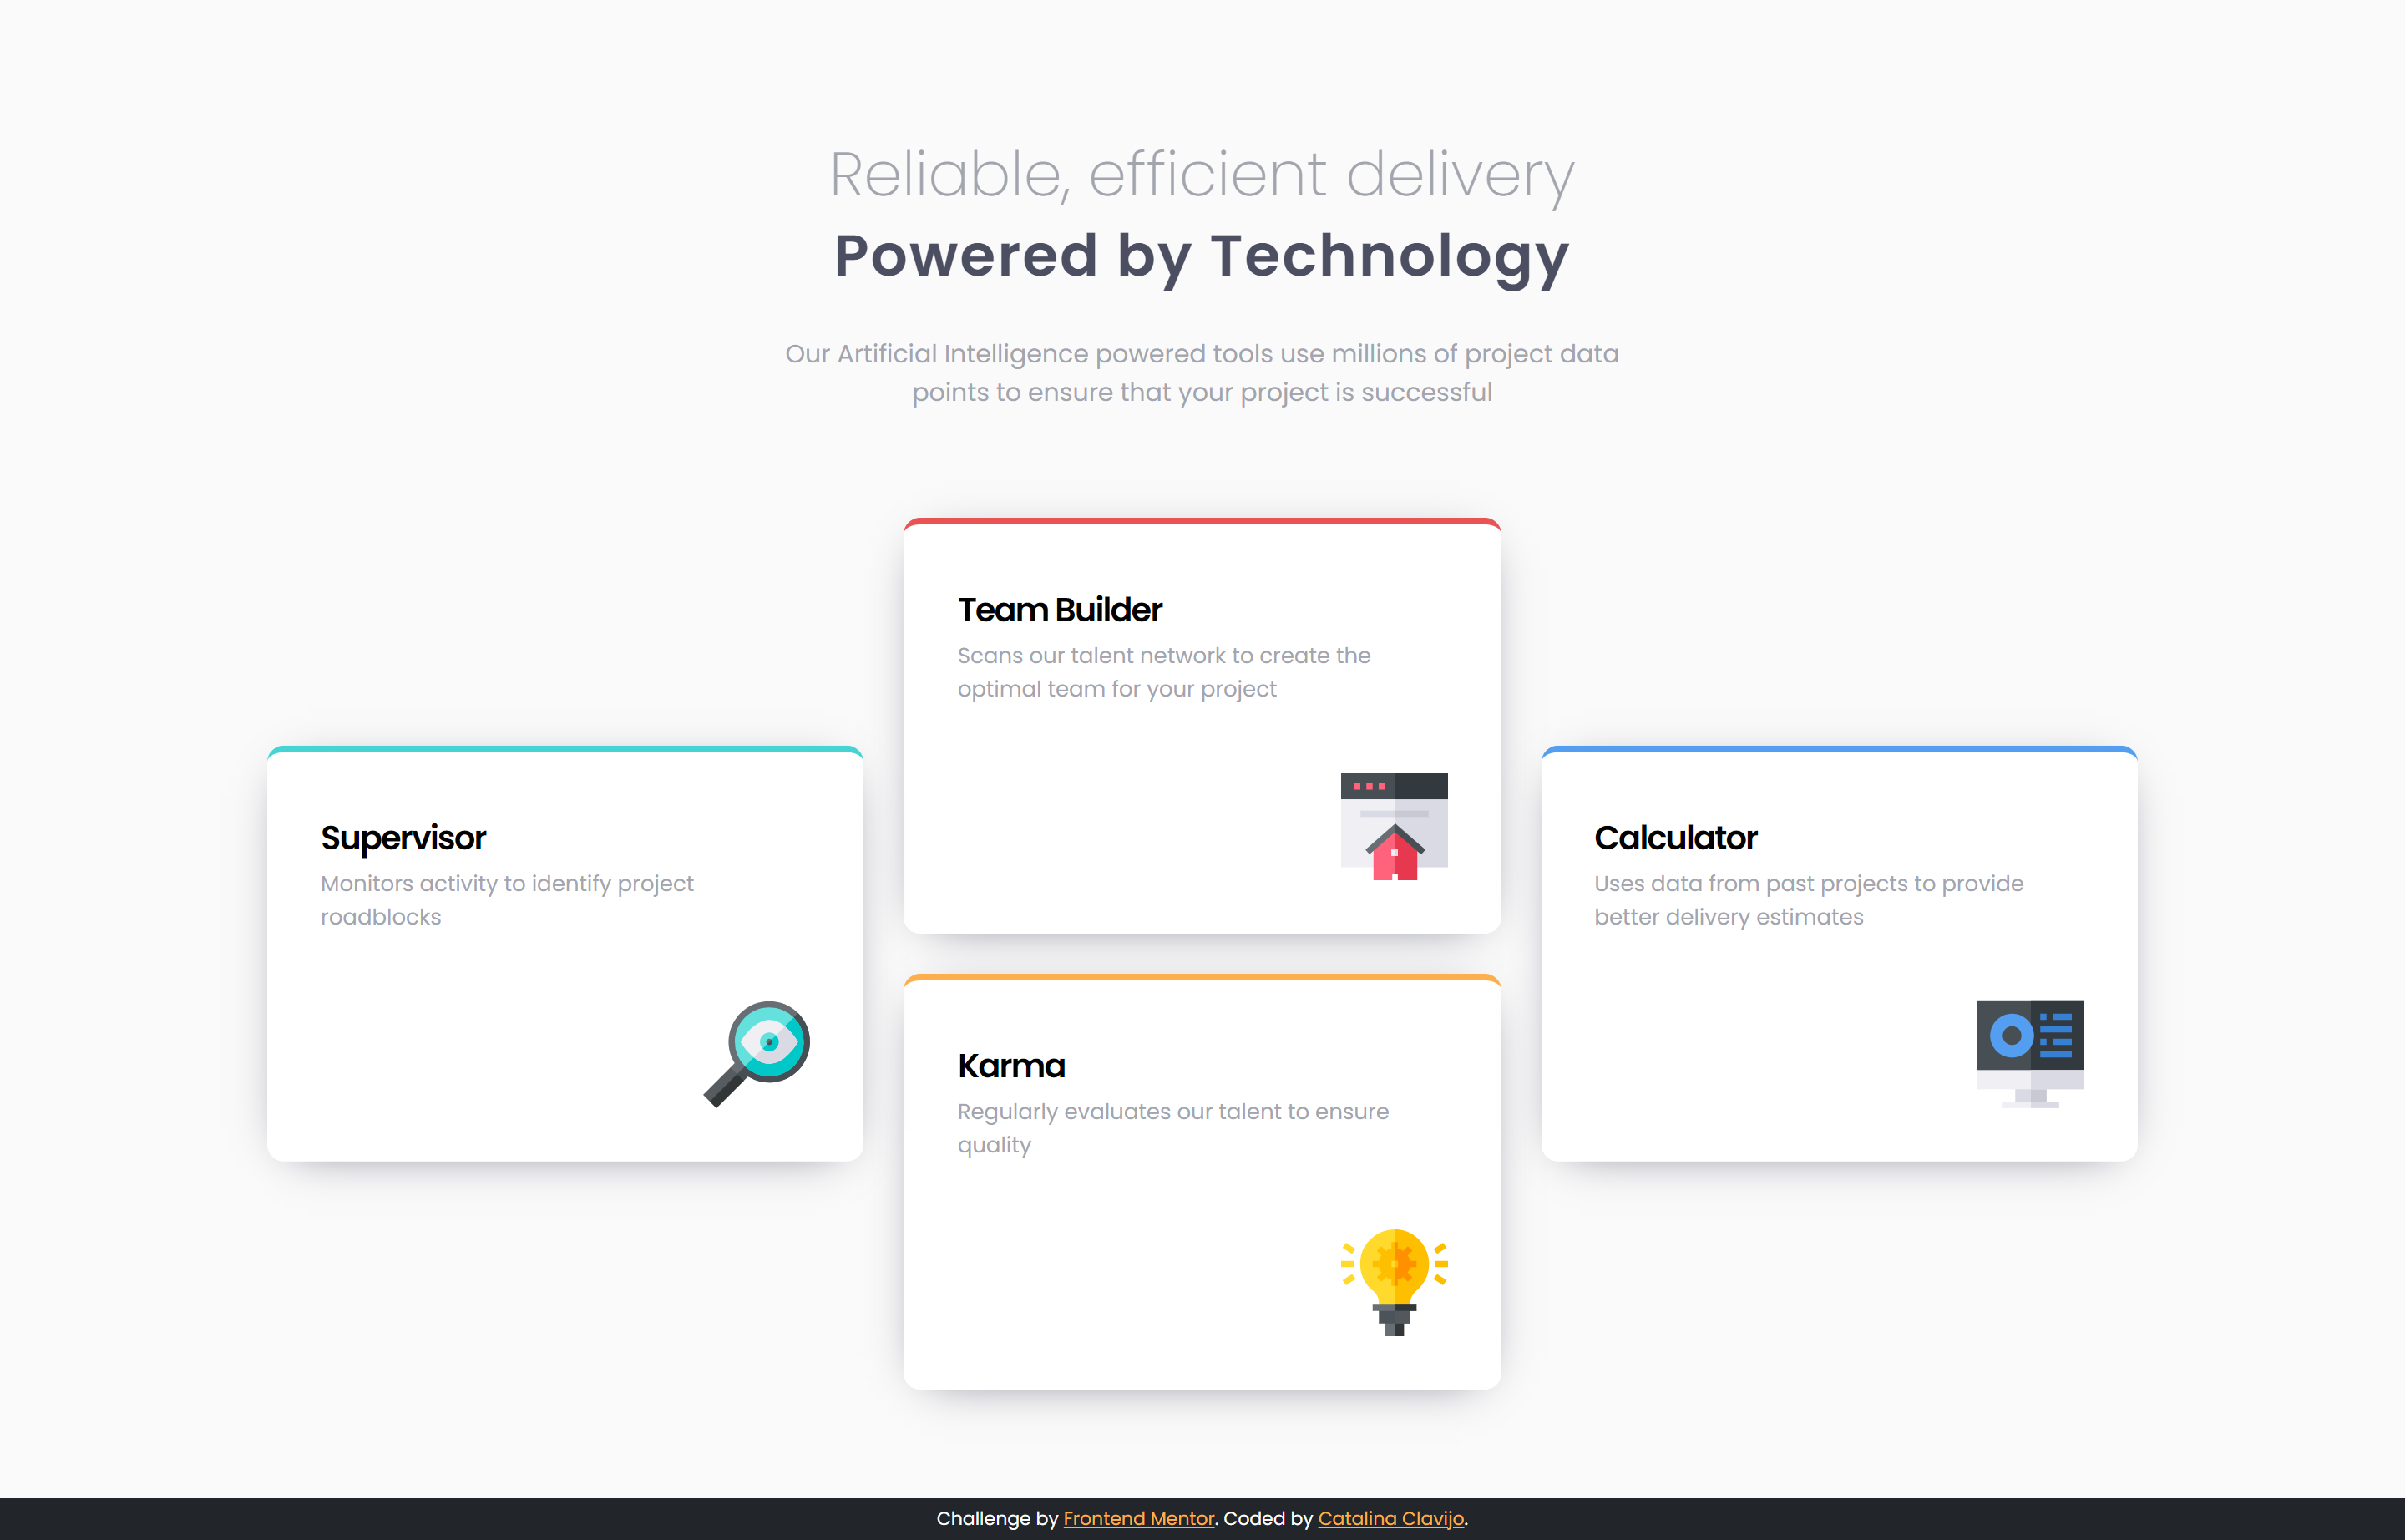 Reliable, efficient delivery
Powered by Technology
Our Artificial Intelligence powered tools use millions of project data
points to ensure that your project is successful
Supervisor
Monitors activity to identify project
roadblocks
Team Builder
Scans our talent network to create the
optimal team for your project
Karma
Regularly evaluates our talent to ensure
quality
Calculator
Uses data from past projects to provide
better delivery estimates
Challenge by Frontend Mentor. Coded by Catalina Clavijo.